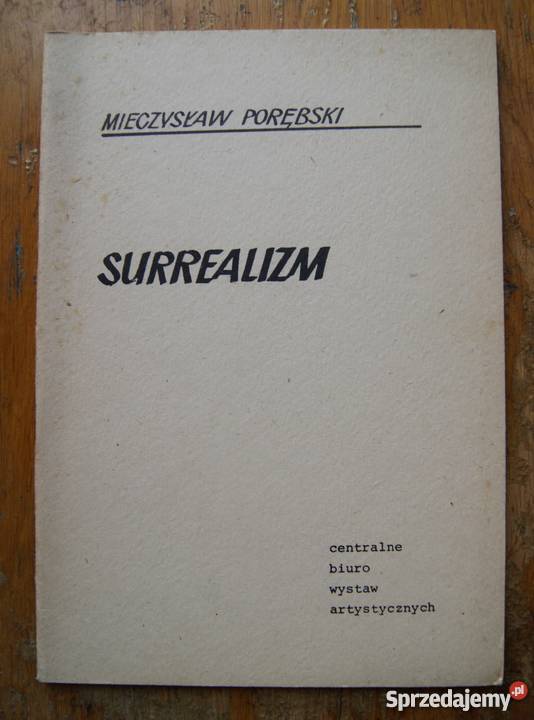 MIECZYSŁAW PORĘBSKI
SURREALIZM
centralne
biuro
wystaw
artystycznych
Sprzedajemy.pl